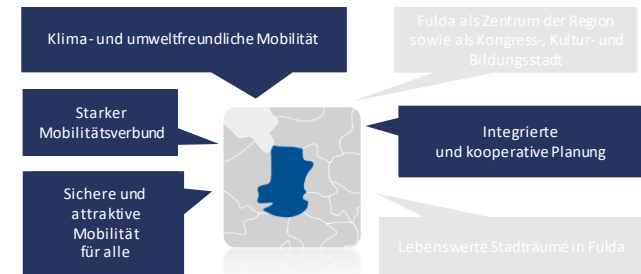 Klima- und umweltfreundliche Mobilität
Fulda als Zentrum der Region
sowie als Kongress-, Kultur- und
Bildungsstadt
Starker
Mobilitätsverbund
Integrierte
und kooperative Planung
Sichere und
attraktive
Mobilität
für alle
Lebenswerte Stadträume in Fulda